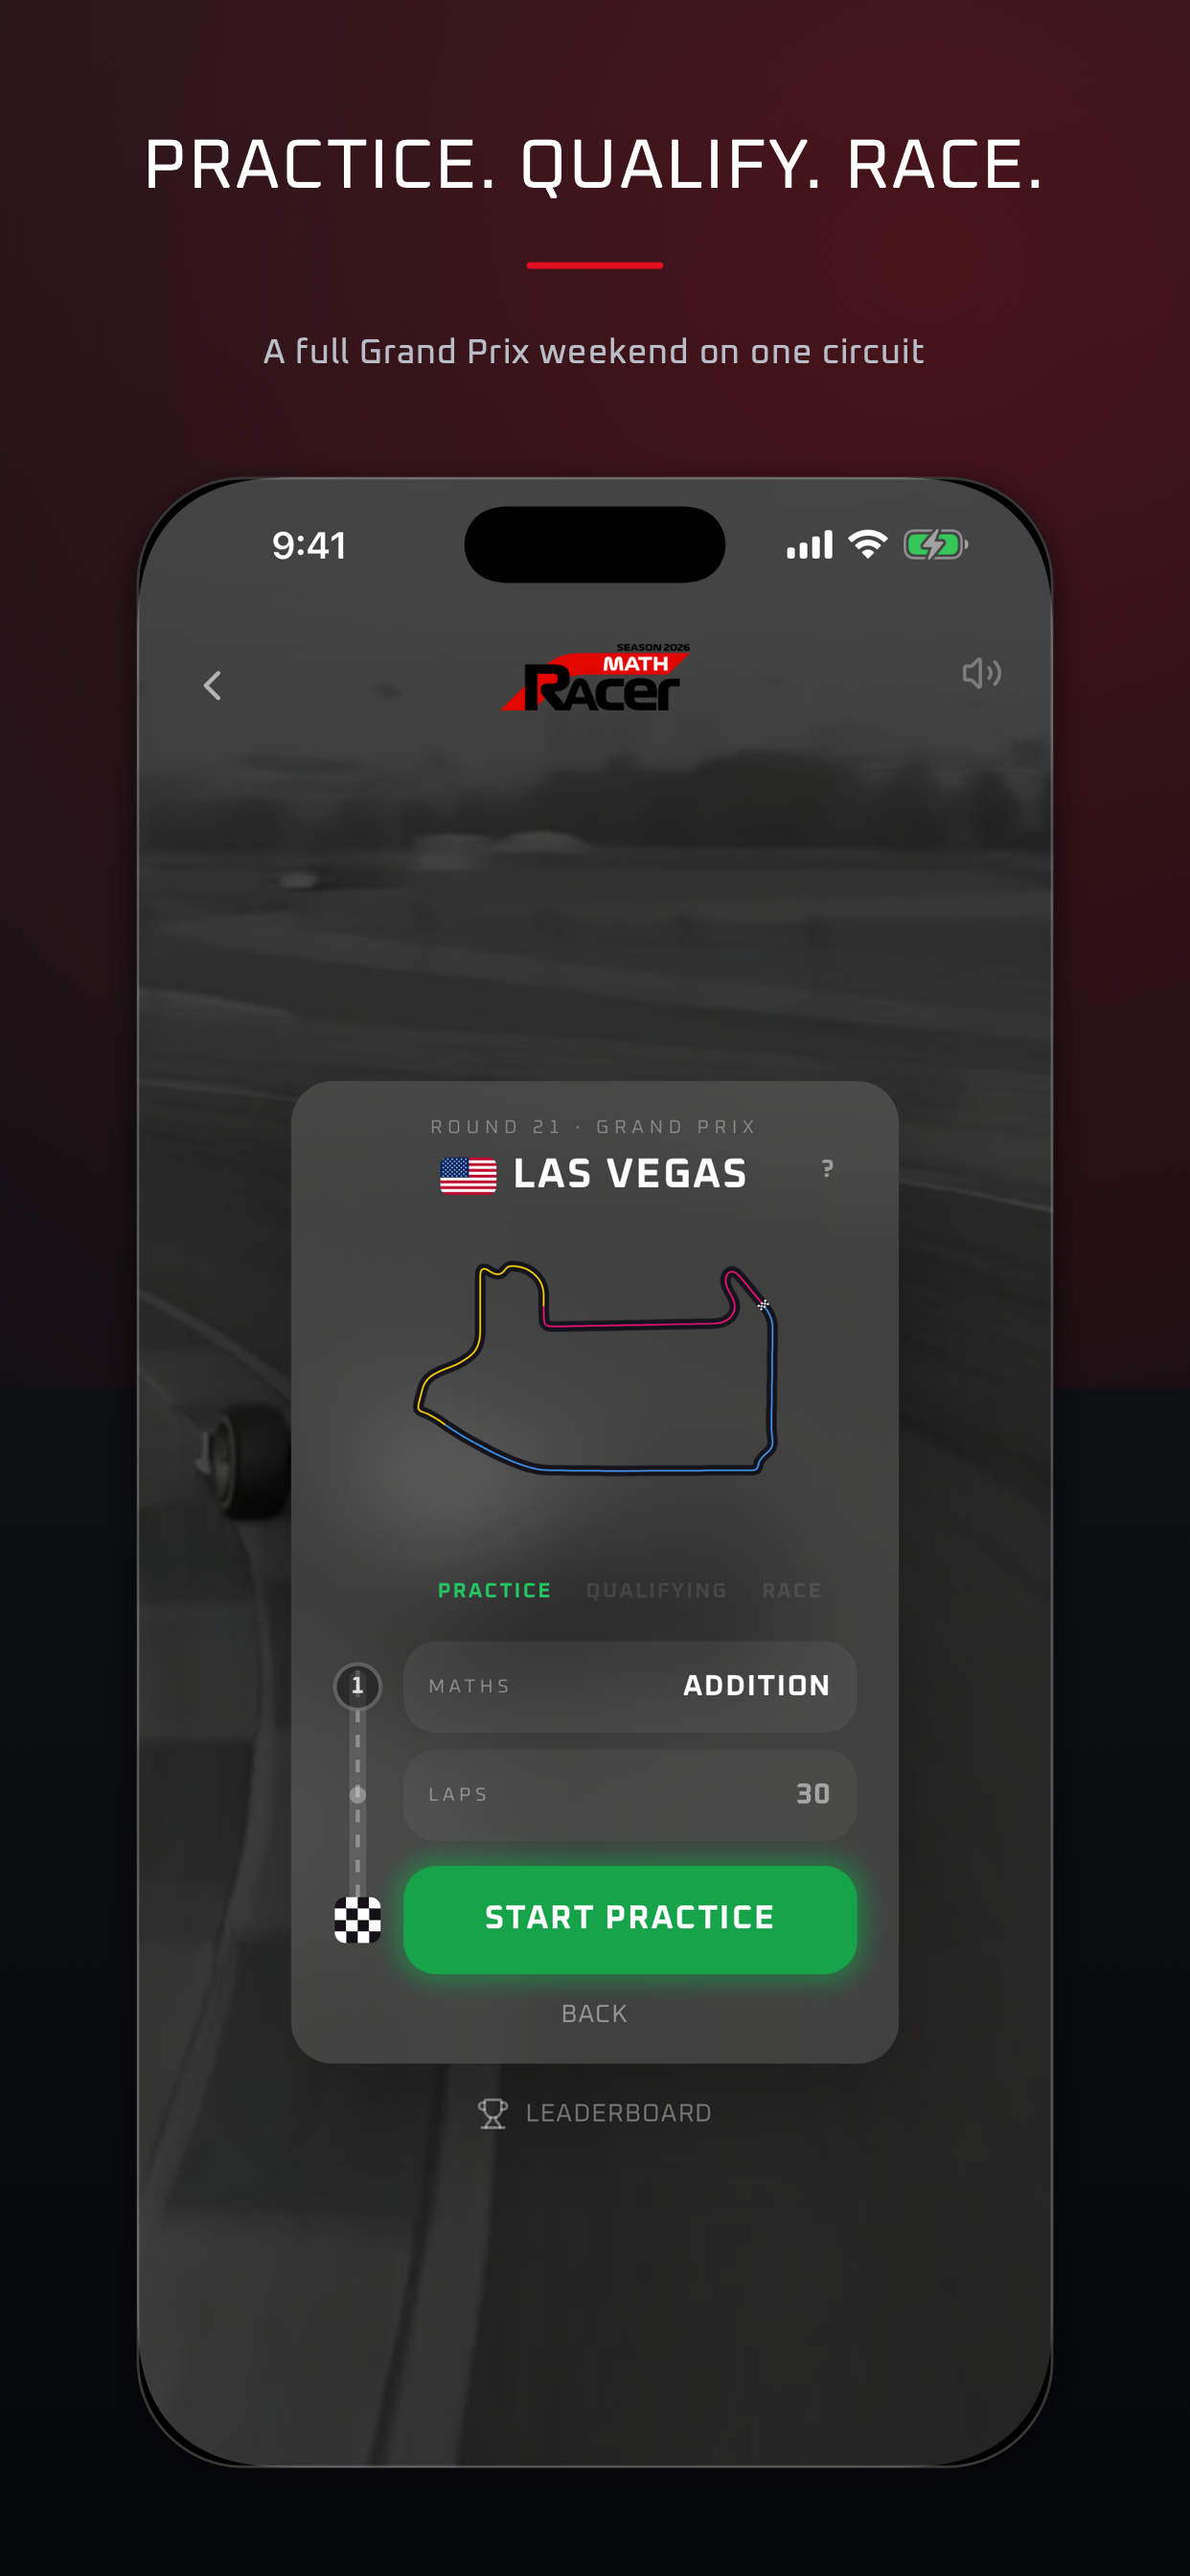 PRACTICE. QUALIFY. RACE.
A full Grand Prix weekend on one circuit
9:41
SEASON 2026
MATH
RACER
ROUND 21 · GRAND PRIX
LAS VEGAS ?
PRACTICE QUALIFYING RACE
1 MATHS ADDITION
LAPS 30
START PRACTICE
BACK
LEADERBOARD